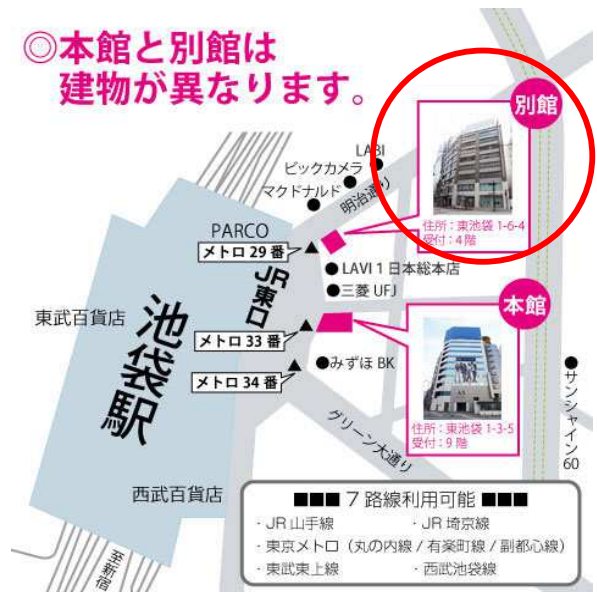 ◎本館と別館は
建物が異なります。
別館
LABI
ビックカメラ
マクドナルド
明治通り
住所：東池袋 1-6-4
受付：4階
PARCO
メトロ 29 番
JR東口
LAVI 1 日本総本店
三菱 UFJ
本館
東武百貨店
池袋駅
メトロ 33 番
みずほ BK
メトロ 34 番
サンシャイン60
住所：東池袋 1-3-5
受付：9 階
グリーン大通り
西武百貨店
■■■ 7 路線利用可能 ■■■
・JR 山手線 ・JR 埼京線
・東京メトロ（丸の内線 / 有楽町線 / 副都心線）
・東武東上線 ・西武池袋線
至新宿